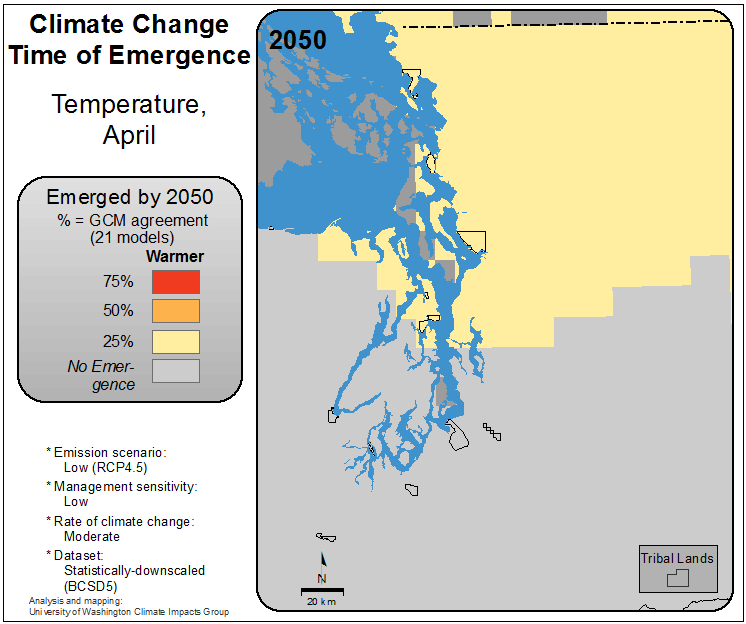 Climate Change
Time of Emergence
Temperature,
April
Emerged by 2050
% = GCM agreement
(21 models)
Warmer
75%
50%
25%
No Emer-
gence
* Emission scenario:
Low (RCP4.5)
* Management sensitivity:
Low
* Rate of climate change:
Moderate
* Dataset:
Statistically-downscaled
(BCSD5)
Analysis and mapping:
University of Washington Climate Impacts Group
2050
N
20 km
Tribal Lands